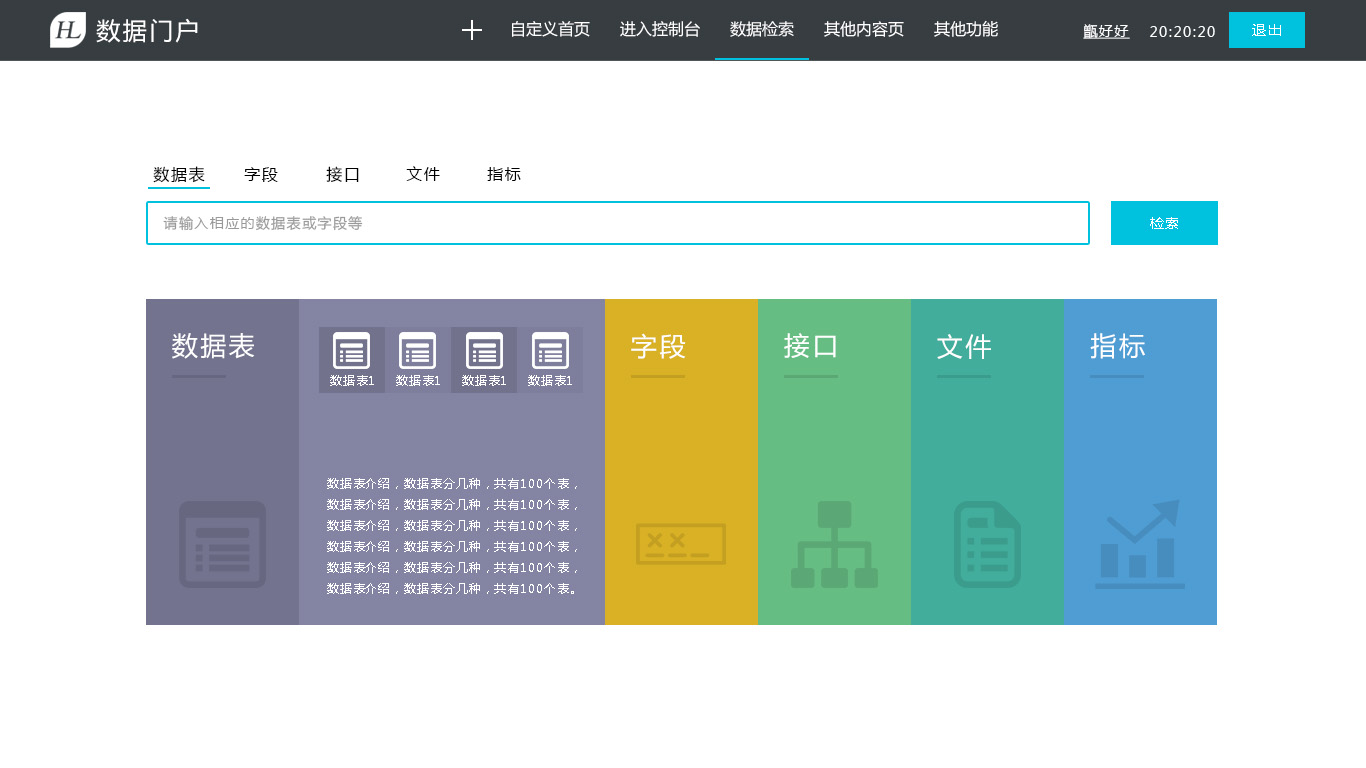 HL 数据门户
自定义首页 进入控制台 数据检索 其他内容页 其他功能
甑好好 20:20:20 退出
数据表 字段 接口 文件 指标
请输入相应的数据表或字段等 检索
数据表
数据表1 数据表1 数据表1 数据表1
数据表介绍，数据表分几种，共有100个表，
数据表介绍，数据表分几种，共有100个表，
数据表介绍，数据表分几种，共有100个表，
数据表介绍，数据表分几种，共有100个表，
数据表介绍，数据表分几种，共有100个表，
数据表介绍，数据表分几种，共有100个表。
字段
接口
文件
指标